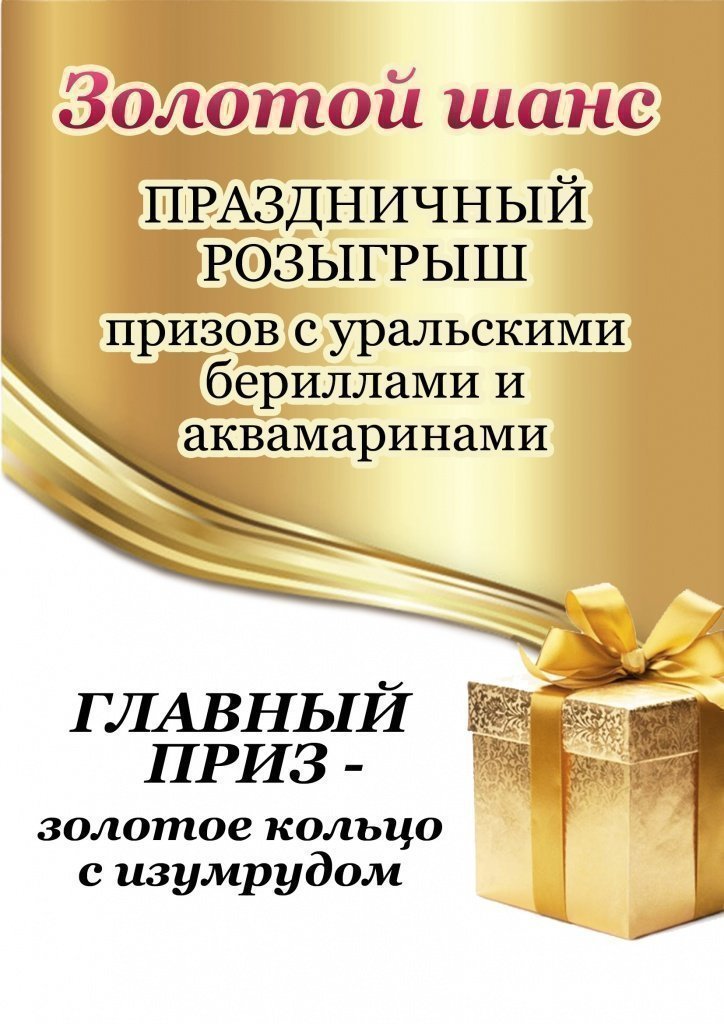 Золотой шанс
ПРАЗДНИЧНЫЙ
РОЗЫГРЫШ
призов с уральскими
бериллами и
аквамаринами
ГЛАВНЫЙ
ПРИЗ -
золотое кольцо
с изумрудом